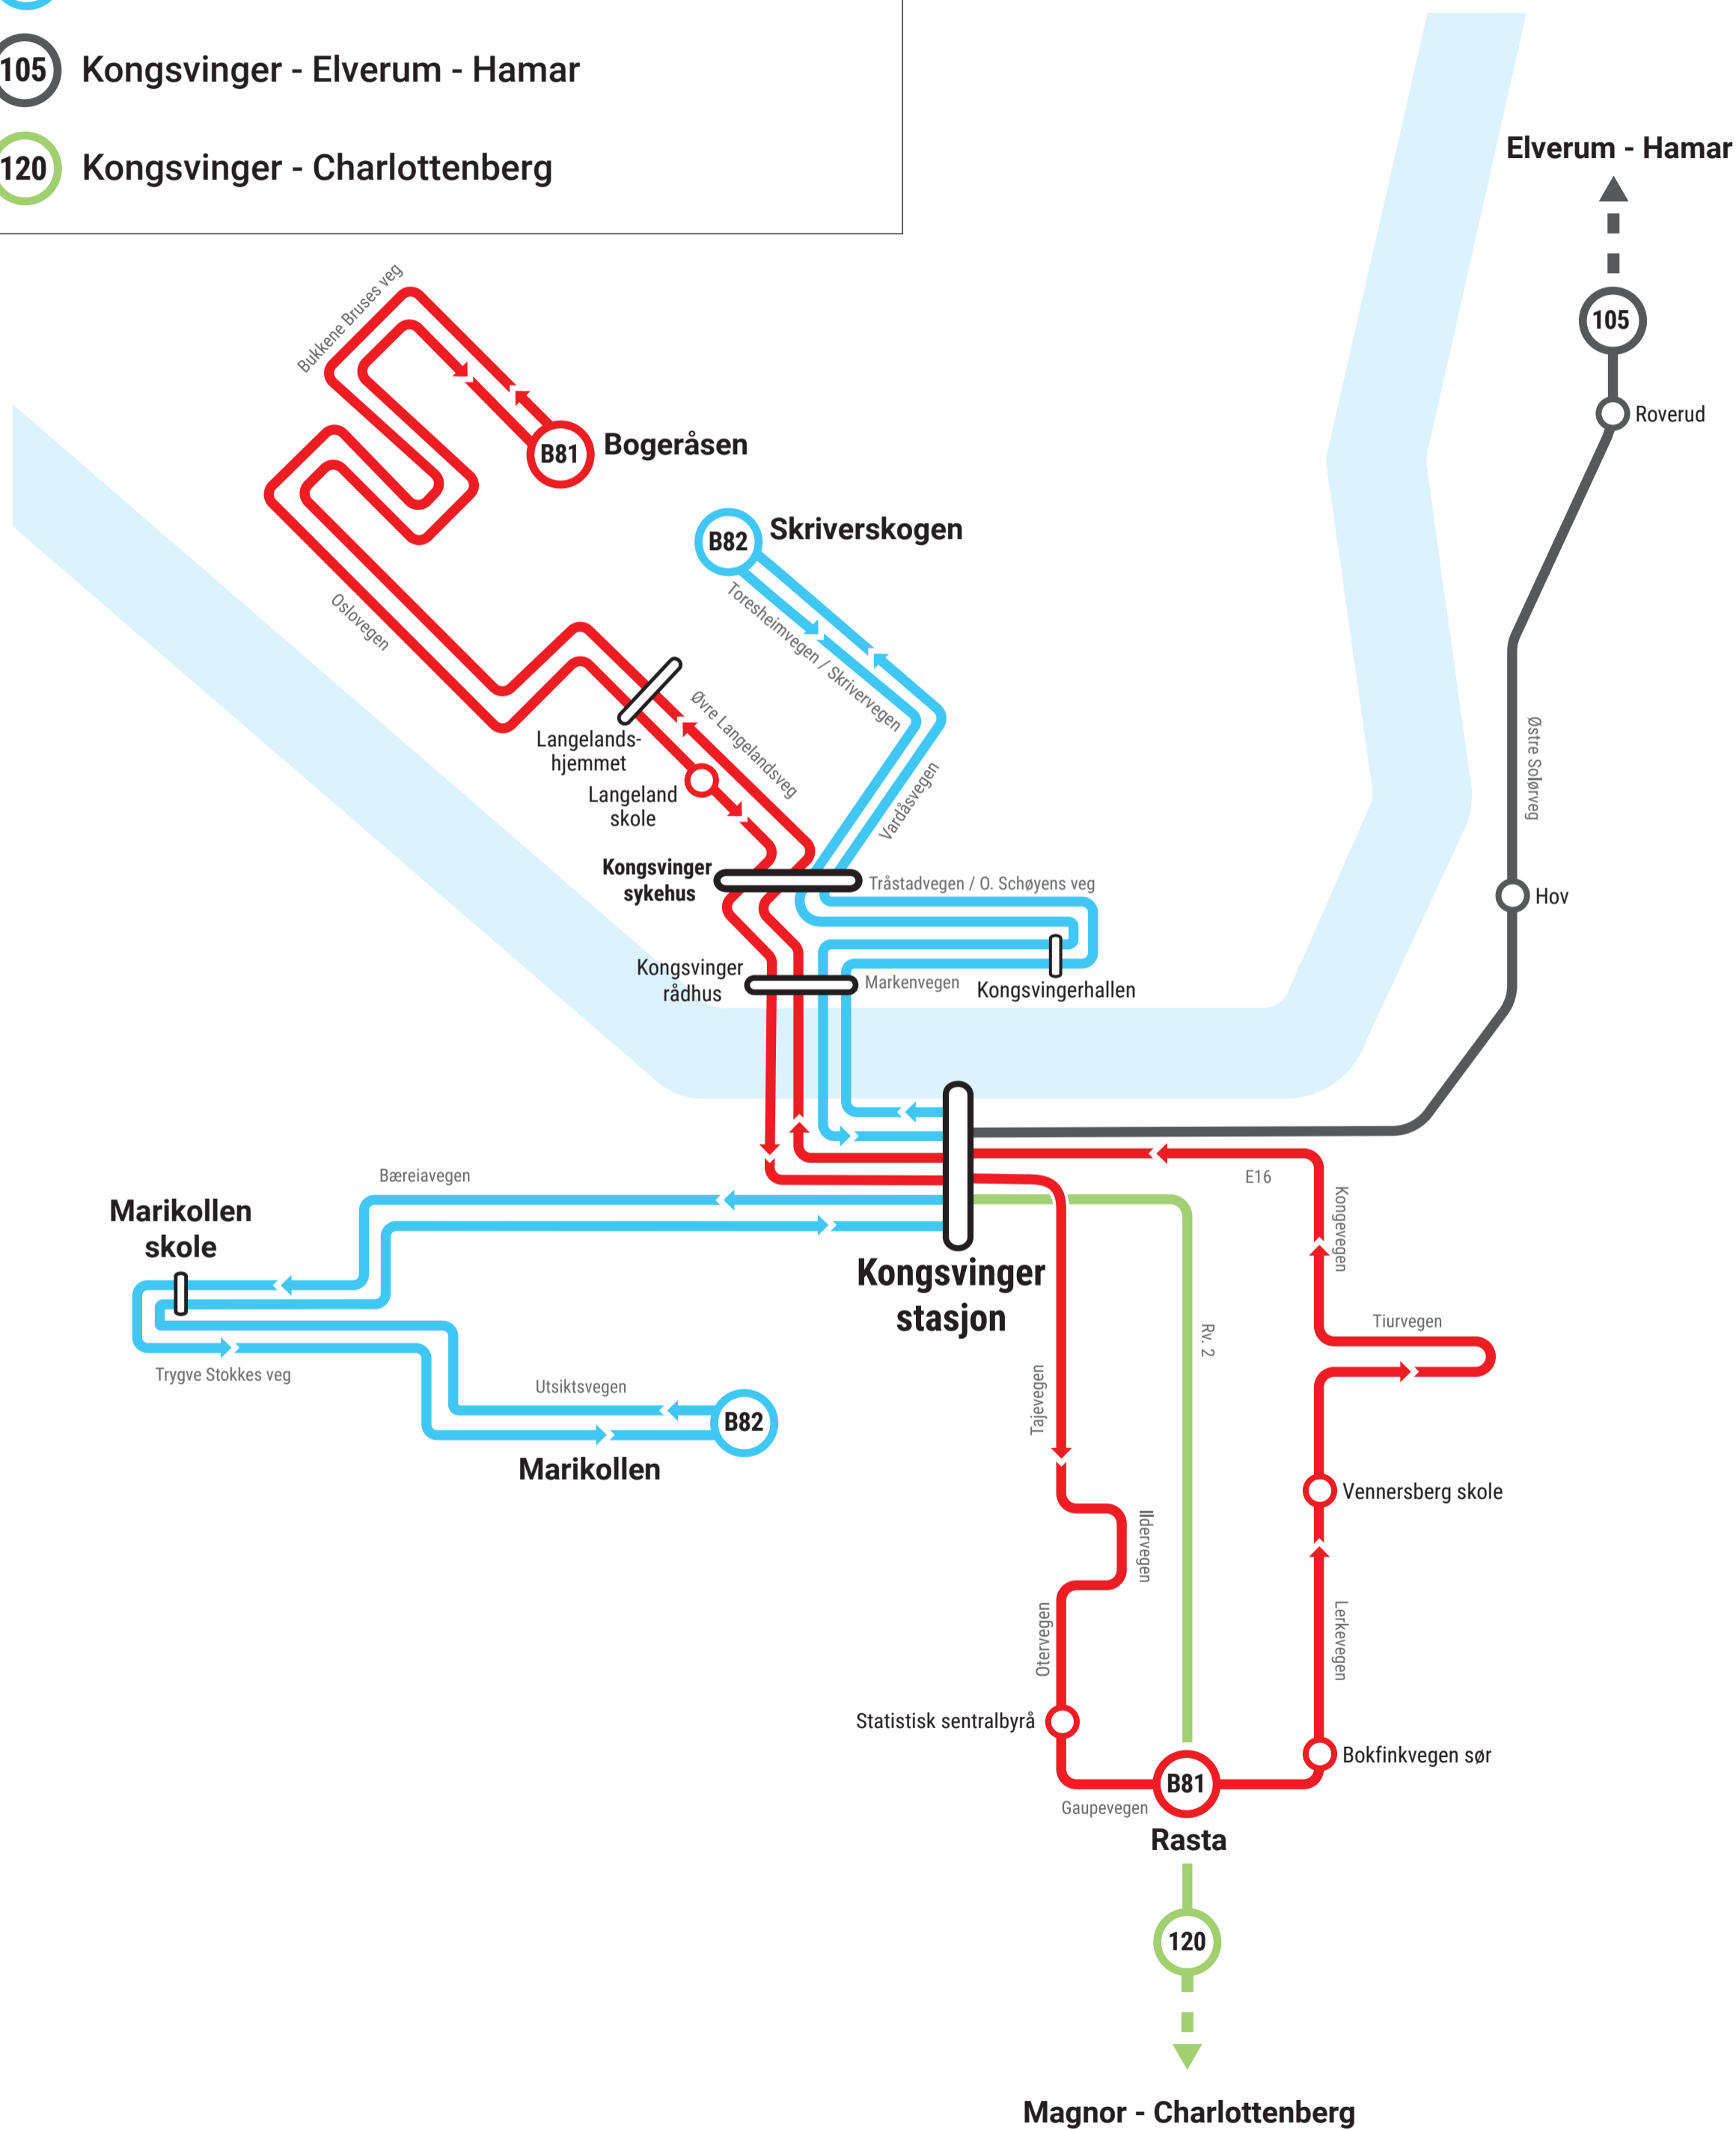 105 Kongsvinger - Elverum - Hamar
120 Kongsvinger - Charlottenberg
Elverum - Hamar
105
Roverud
Bukkene Bruses veg
B81 Bogeråsen
B82 Skriverskogen
Oslovegen
Toresheimvegen / Skrivervegen
Øvre Langelandsveg
Langelands-
hjemmet
Langeland
skole
Vardåsvegen
Østre Solørveg
Kongsvinger
sykehus
Tråstadvegen / O. Schøyens veg
Hov
Kongsvinger
rådhus
Markenvegen
Kongsvingerhallen
Bæreiavegen
E16
Kongevegen
Marikollen
skole
Kongsvinger
stasjon
Rv. 2
Tiurvegen
Trygve Stokkes veg
Utsiktsvegen
Tajevegen
B82
Marikollen
Vennersberg skole
Ildervegen
Otervegen
Lerkevegen
Statistisk sentralbyrå
Bokfinkvegen sør
B81
Gaupevegen
Rasta
120
Magnor - Charlottenberg